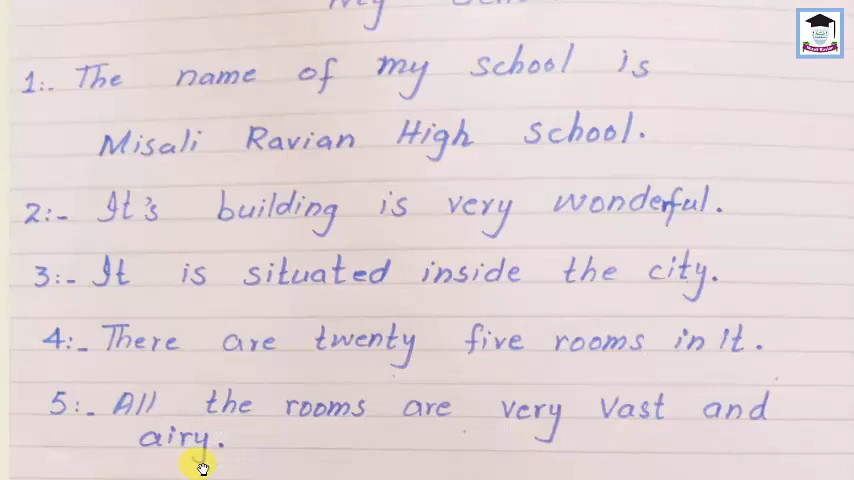 1:- The name of my school is
Misali Ravian High school.
2:- It's building is very wonderful.
3:- It is situated inside the city.
4:- There are twenty five rooms in it.
5:- All the rooms are very vast and
airy.